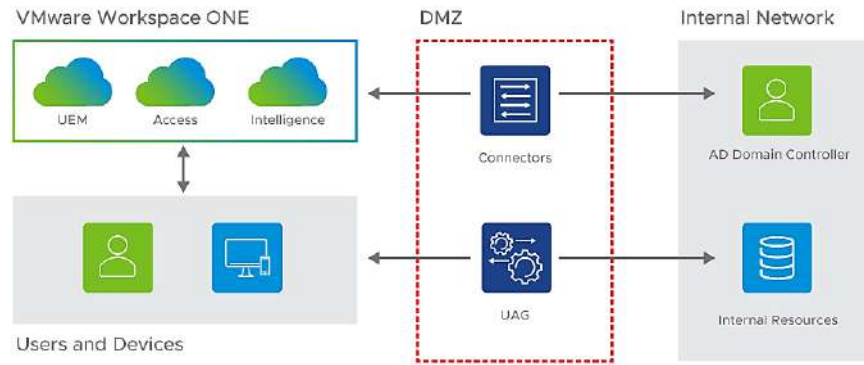 VMware Workspace ONE
DMZ
Internal Network
UEM
Access
Intelligence
Connectors
AD Domain Controller
UAG
Internal Resources
Users and Devices